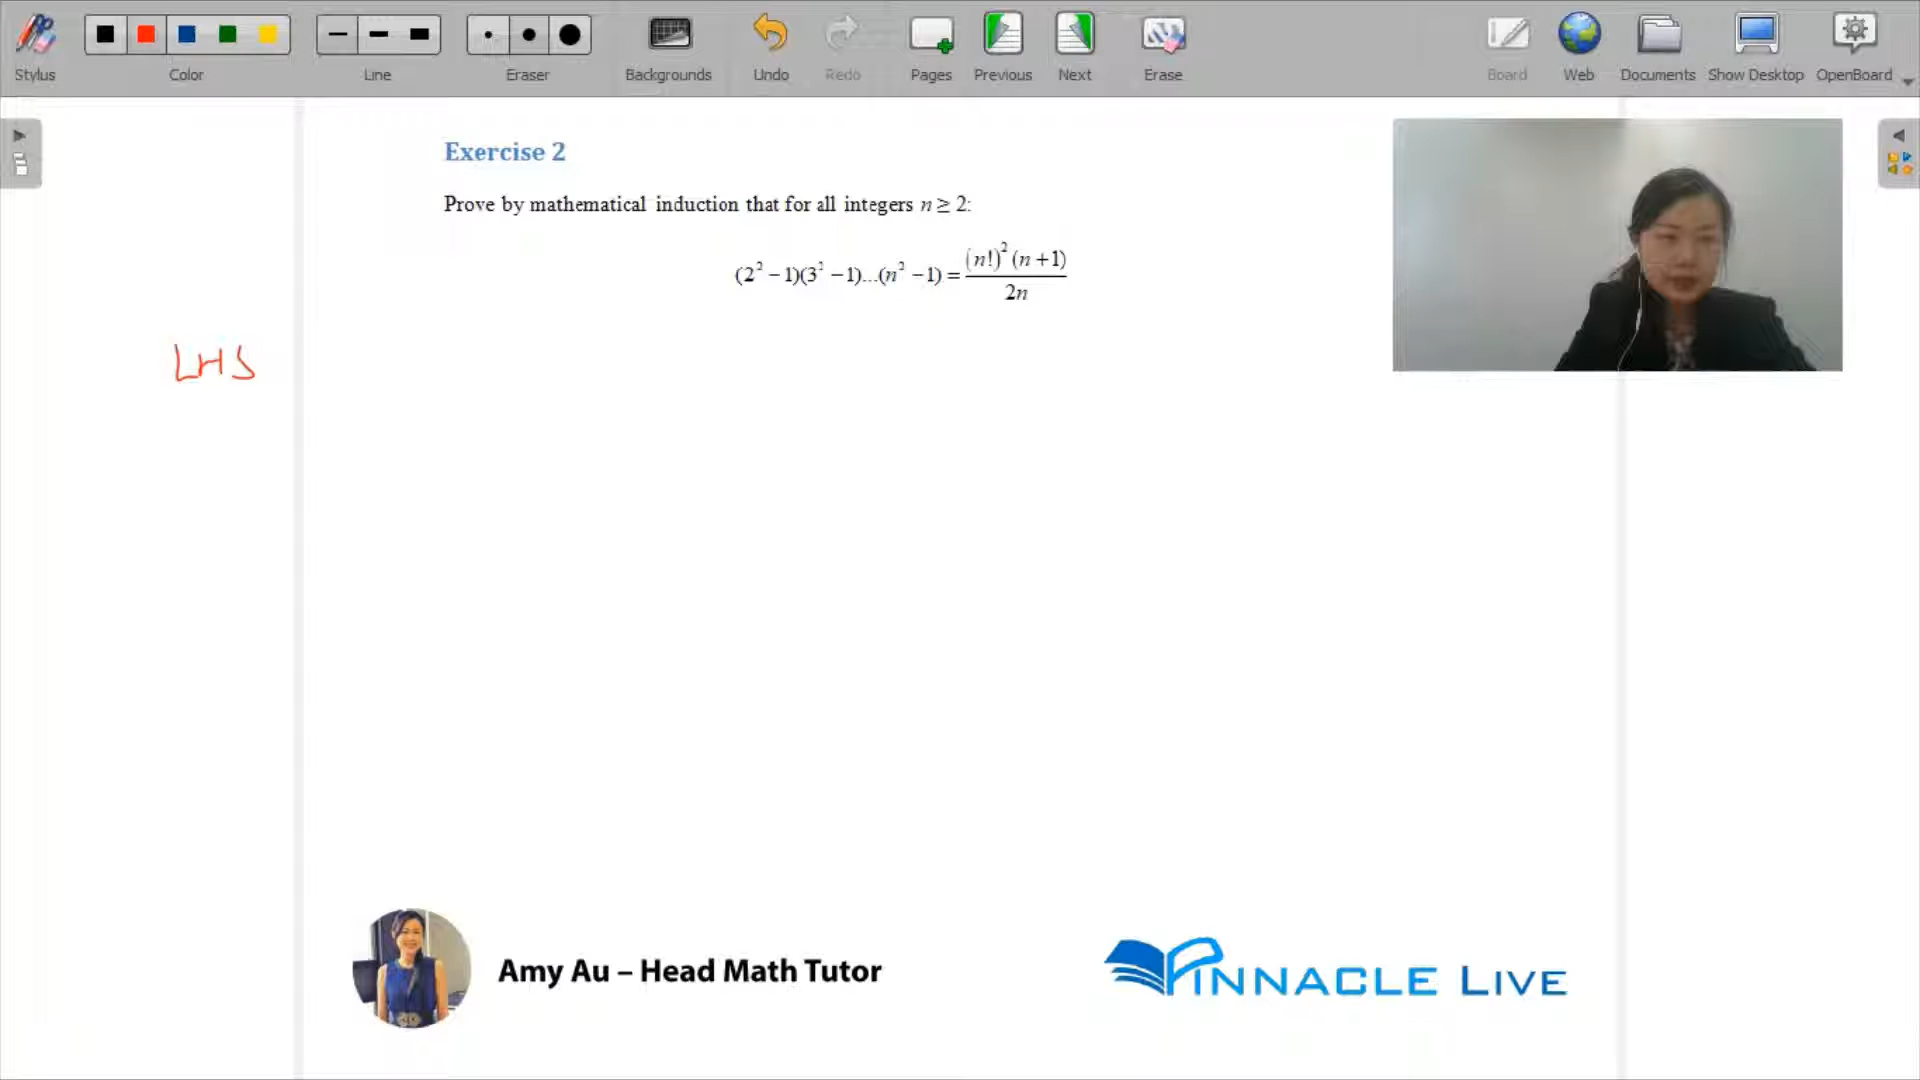 Stylus Color Line Eraser Backgrounds Undo Redo Pages Previous Next Erase Board Web Documents Show Desktop OpenBoard
Exercise 2
Prove by mathematical induction that for all integers n ≥ 2:
(2² − 1)(3² − 1)...(n² − 1) = (n!)² (n + 1) / 2n
LHS
Amy Au – Head Math Tutor
PINNACLE LIVE